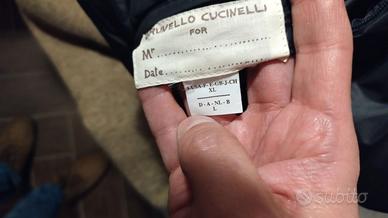 BRUNELLO CUCINELLI
FOR
Mr
Date
XL
D - A - NL - B
L
subito